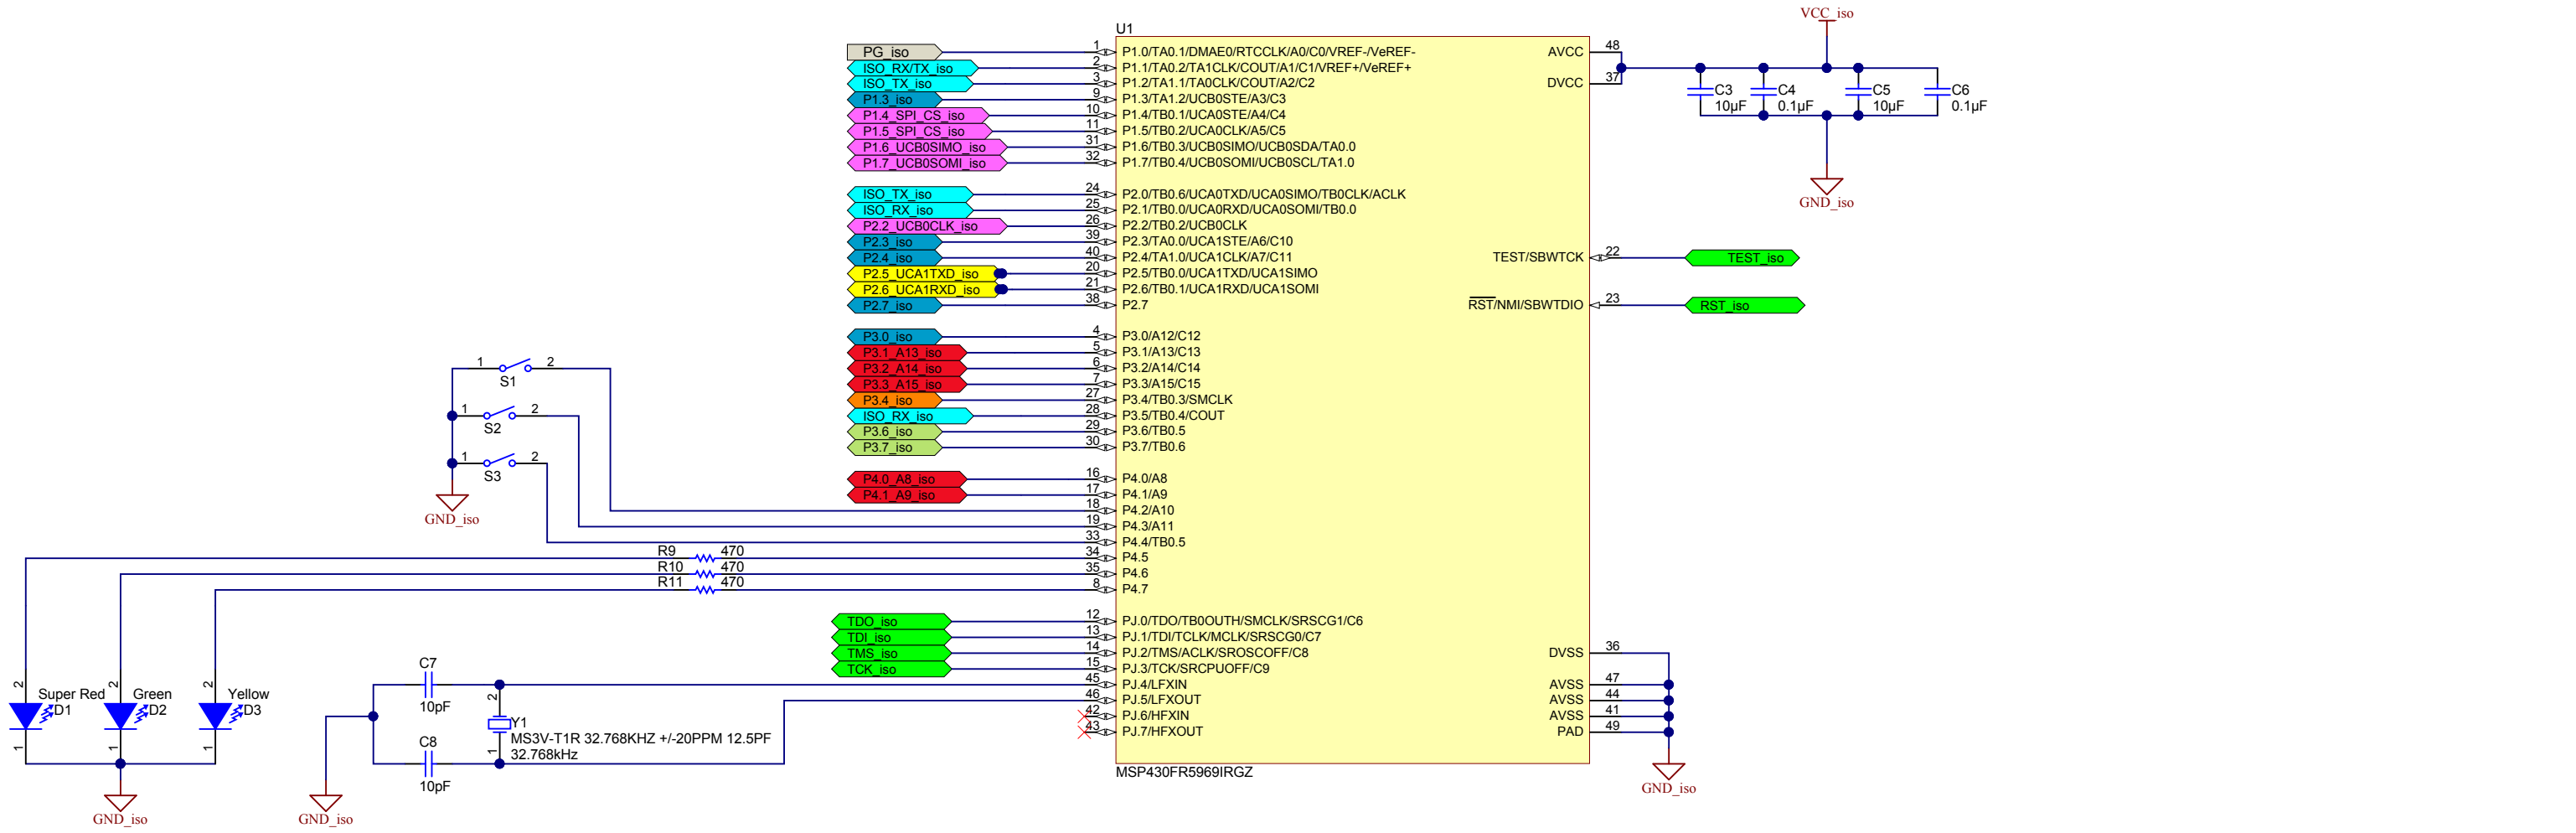 VCC_iso
U1
PG_iso 1 P1.0/TA0.1/DMAE0/RTCCLK/A0/C0/VREF-/VeREF- AVCC 48
ISO_RX/TX_iso 2 P1.1/TA0.2/TA1CLK/COUT/A1/C1/VREF+/VeREF+
ISO_TX_iso 3 P1.2/TA1.1/TA0CLK/COUT/A2/C2 DVCC 37
P1.3_iso 9 P1.3/TA1.2/UCB0STE/A3/C3
C3 C4 C5 C6
10µF 0.1µF 10µF 0.1µF
P1.4_SPI_CS_iso 10 P1.4/TB0.1/UCA0STE/A4/C4
P1.5_SPI_CS_iso 11 P1.5/TB0.2/UCA0CLK/A5/C5
P1.6_UCB0SIMO_iso 31 P1.6/TB0.3/UCB0SIMO/UCB0SDA/TA0.0
P1.7_UCB0SOMI_iso 32 P1.7/TB0.4/UCB0SOMI/UCB0SCL/TA1.0
ISO_TX_iso 24 P2.0/TB0.6/UCA0TXD/UCA0SIMO/TB0CLK/ACLK
GND_iso
ISO_RX_iso 25 P2.1/TB0.0/UCA0RXD/UCA0SOMI/TB0.0
P2.2_UCB0CLK_iso 26 P2.2/TB0.2/UCB0CLK
P2.3_iso 39 P2.3/TA0.0/UCA1STE/A6/C10
P2.4_iso 40 P2.4/TA1.0/UCA1CLK/A7/C11 TEST/SBWTCK 22 TEST_iso
P2.5_UCA1TXD_iso 20 P2.5/TB0.0/UCA1TXD/UCA1SIMO
P2.6_UCA1RXD_iso 21 P2.6/TB0.1/UCA1RXD/UCA1SOMI
P2.7_iso 38 P2.7 RST/NMI/SBWTDIO 23 RST_iso
P3.0_iso 4 P3.0/A12/C12
P3.1_A13_iso 5 P3.1/A13/C13
P3.2_A14_iso 6 P3.2/A14/C14
P3.3_A15_iso 7 P3.3/A15/C15
P3.4_iso 27 P3.4/TB0.3/SMCLK
ISO_RX_iso 28 P3.5/TB0.4/COUT
P3.6_iso 29 P3.6/TB0.5
P3.7_iso 30 P3.7/TB0.6
1 2
S1
1 2
S2
1 2
S3
GND_iso
P4.0_A8_iso 16 P4.0/A8
P4.1_A9_iso 17 P4.1/A9
18 P4.2/A10
19 P4.3/A11
33 P4.4/TB0.5
R9 470 34 P4.5
R10 470 35 P4.6
R11 470 8 P4.7
TDO_iso 12 PJ.0/TDO/TB0OUTH/SMCLK/SRSCG1/C6
TDI_iso 13 PJ.1/TDI/TCLK/MCLK/SRSCG0/C7
TMS_iso 14 PJ.2/TMS/ACLK/SROSCOFF/C8 DVSS 36
TCK_iso 15 PJ.3/TCK/SRCPUOFF/C9
45 PJ.4/LFXIN AVSS 47
46 PJ.5/LFXOUT AVSS 44
42 PJ.6/HFXIN AVSS 41
43 PJ.7/HFXOUT PAD 49
GND_iso
MSP430FR5969IRGZ
2 Super Red 2 Green 2 Yellow
D1 D2 D3
1 1 1
GND_iso
C7
10pF
2
Y1
1
MS3V-T1R 32.768KHZ +/-20PPM 12.5PF
32.768kHz
C8
10pF
GND_iso